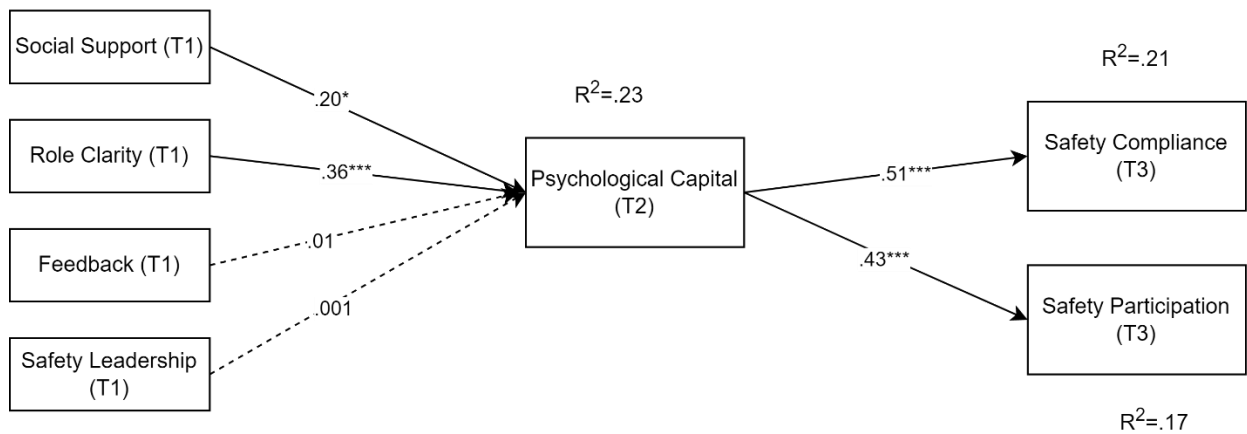 Social Support (T1)
Role Clarity (T1)
Feedback (T1)
Safety Leadership
(T1)
.20*
.36***
.01
.001
R²=.23
Psychological Capital
(T2)
.51***
.43***
R²=.21
Safety Compliance
(T3)
Safety Participation
(T3)
R²=.17